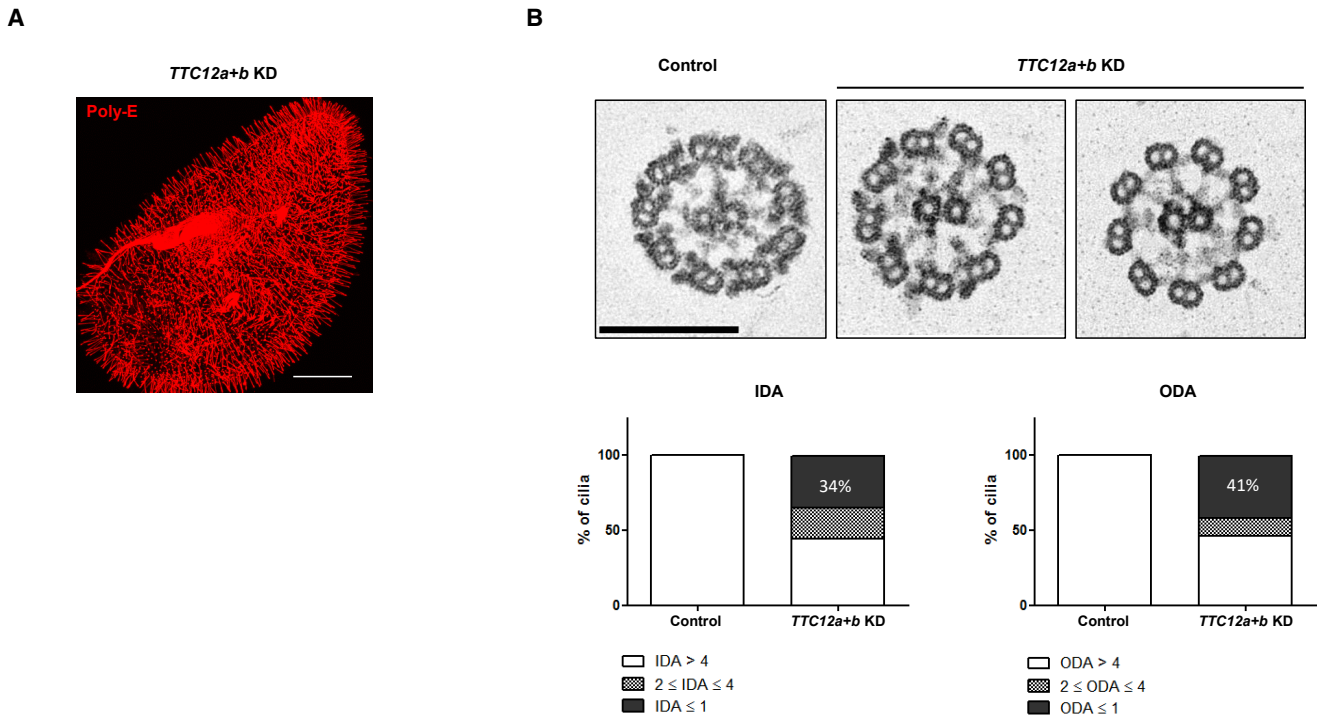 A
TTC12a+b KD
Poly-E
B
Control
TTC12a+b KD
IDA
% of cilia
100
50
0
34%
Control
TTC12a+b KD
IDA > 4
2 ≤ IDA ≤ 4
IDA ≤ 1
ODA
% of cilia
100
50
0
41%
Control
TTC12a+b KD
ODA > 4
2 ≤ ODA ≤ 4
ODA ≤ 1